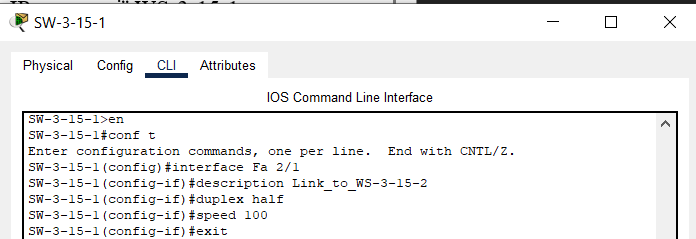 SW-3-15-1
Physical Config CLI Attributes
IOS Command Line Interface
SW-3-15-1>en
SW-3-15-1#conf t
Enter configuration commands, one per line.  End with CNTL/Z.
SW-3-15-1(config)#interface Fa 2/1
SW-3-15-1(config-if)#description Link_to_WS-3-15-2
SW-3-15-1(config-if)#duplex half
SW-3-15-1(config-if)#speed 100
SW-3-15-1(config-if)#exit